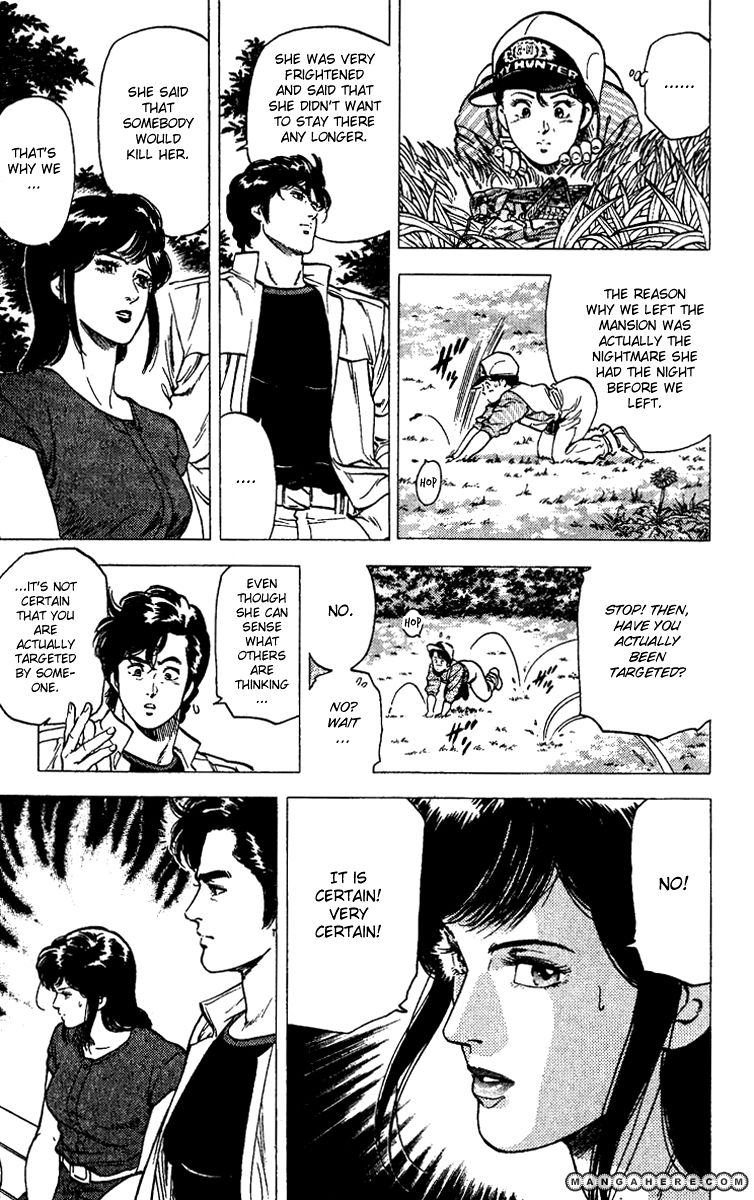 ......
C·H
Y HUNTER
SHE WAS VERY
FRIGHTENED
AND SAID THAT
SHE DIDN'T WANT
TO STAY THERE
ANY LONGER.
SHE SAID
THAT
SOMEBODY
WOULD
KILL HER.
THAT'S
WHY WE
...
THE REASON
WHY WE LEFT THE
MANSION WAS
ACTUALLY THE
NIGHTMARE SHE
HAD THE NIGHT
BEFORE WE
LEFT.
HOP
....
STOP! THEN,
HAVE YOU
ACTUALLY
BEEN
TARGETED?
HOP
NO.
NO?
WAIT
...
EVEN
THOUGH
SHE CAN
SENSE
WHAT
OTHERS
ARE
THINKING
...
...IT'S NOT
CERTAIN
THAT YOU
ARE
ACTUALLY
TARGETED
BY SOME-
ONE.
NO!
IT IS
CERTAIN!
VERY
CERTAIN!
MANGAHERE.COM